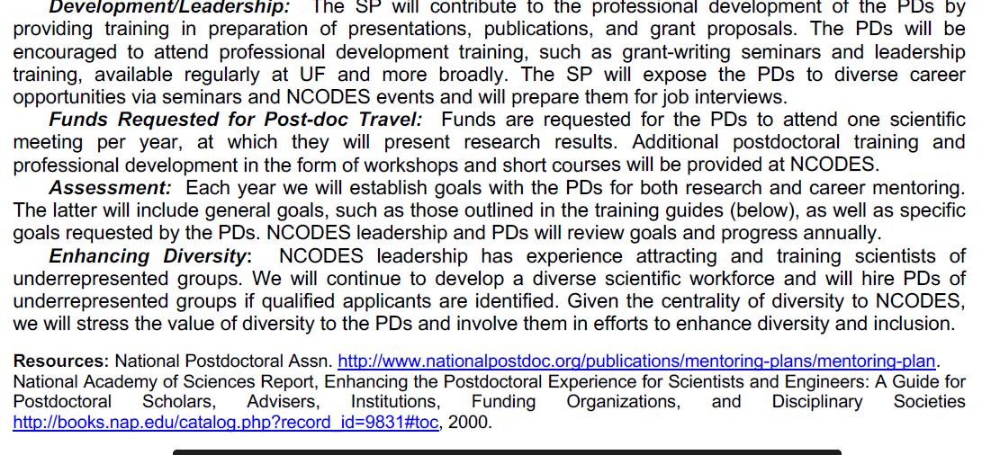 Development/Leadership: The SP will contribute to the professional development of the PDs by
providing training in preparation of presentations, publications, and grant proposals. The PDs will be
encouraged to attend professional development training, such as grant-writing seminars and leadership
training, available regularly at UF and more broadly. The SP will expose the PDs to diverse career
opportunities via seminars and NCODES events and will prepare them for job interviews.
Funds Requested for Post-doc Travel: Funds are requested for the PDs to attend one scientific
meeting per year, at which they will present research results. Additional postdoctoral training and
professional development in the form of workshops and short courses will be provided at NCODES.
Assessment: Each year we will establish goals with the PDs for both research and career mentoring.
The latter will include general goals, such as those outlined in the training guides (below), as well as specific
goals requested by the PDs. NCODES leadership and PDs will review goals and progress annually.
Enhancing Diversity: NCODES leadership has experience attracting and training scientists of
underrepresented groups. We will continue to develop a diverse scientific workforce and will hire PDs of
underrepresented groups if qualified applicants are identified. Given the centrality of diversity to NCODES,
we will stress the value of diversity to the PDs and involve them in efforts to enhance diversity and inclusion.
Resources: National Postdoctoral Assn. http://www.nationalpostdoc.org/publications/mentoring-plans/mentoring-plan.
National Academy of Sciences Report, Enhancing the Postdoctoral Experience for Scientists and Engineers: A Guide for
Postdoctoral Scholars, Advisers, Institutions, Funding Organizations, and Disciplinary Societies
http://books.nap.edu/catalog.php?record_id=9831#toc, 2000.